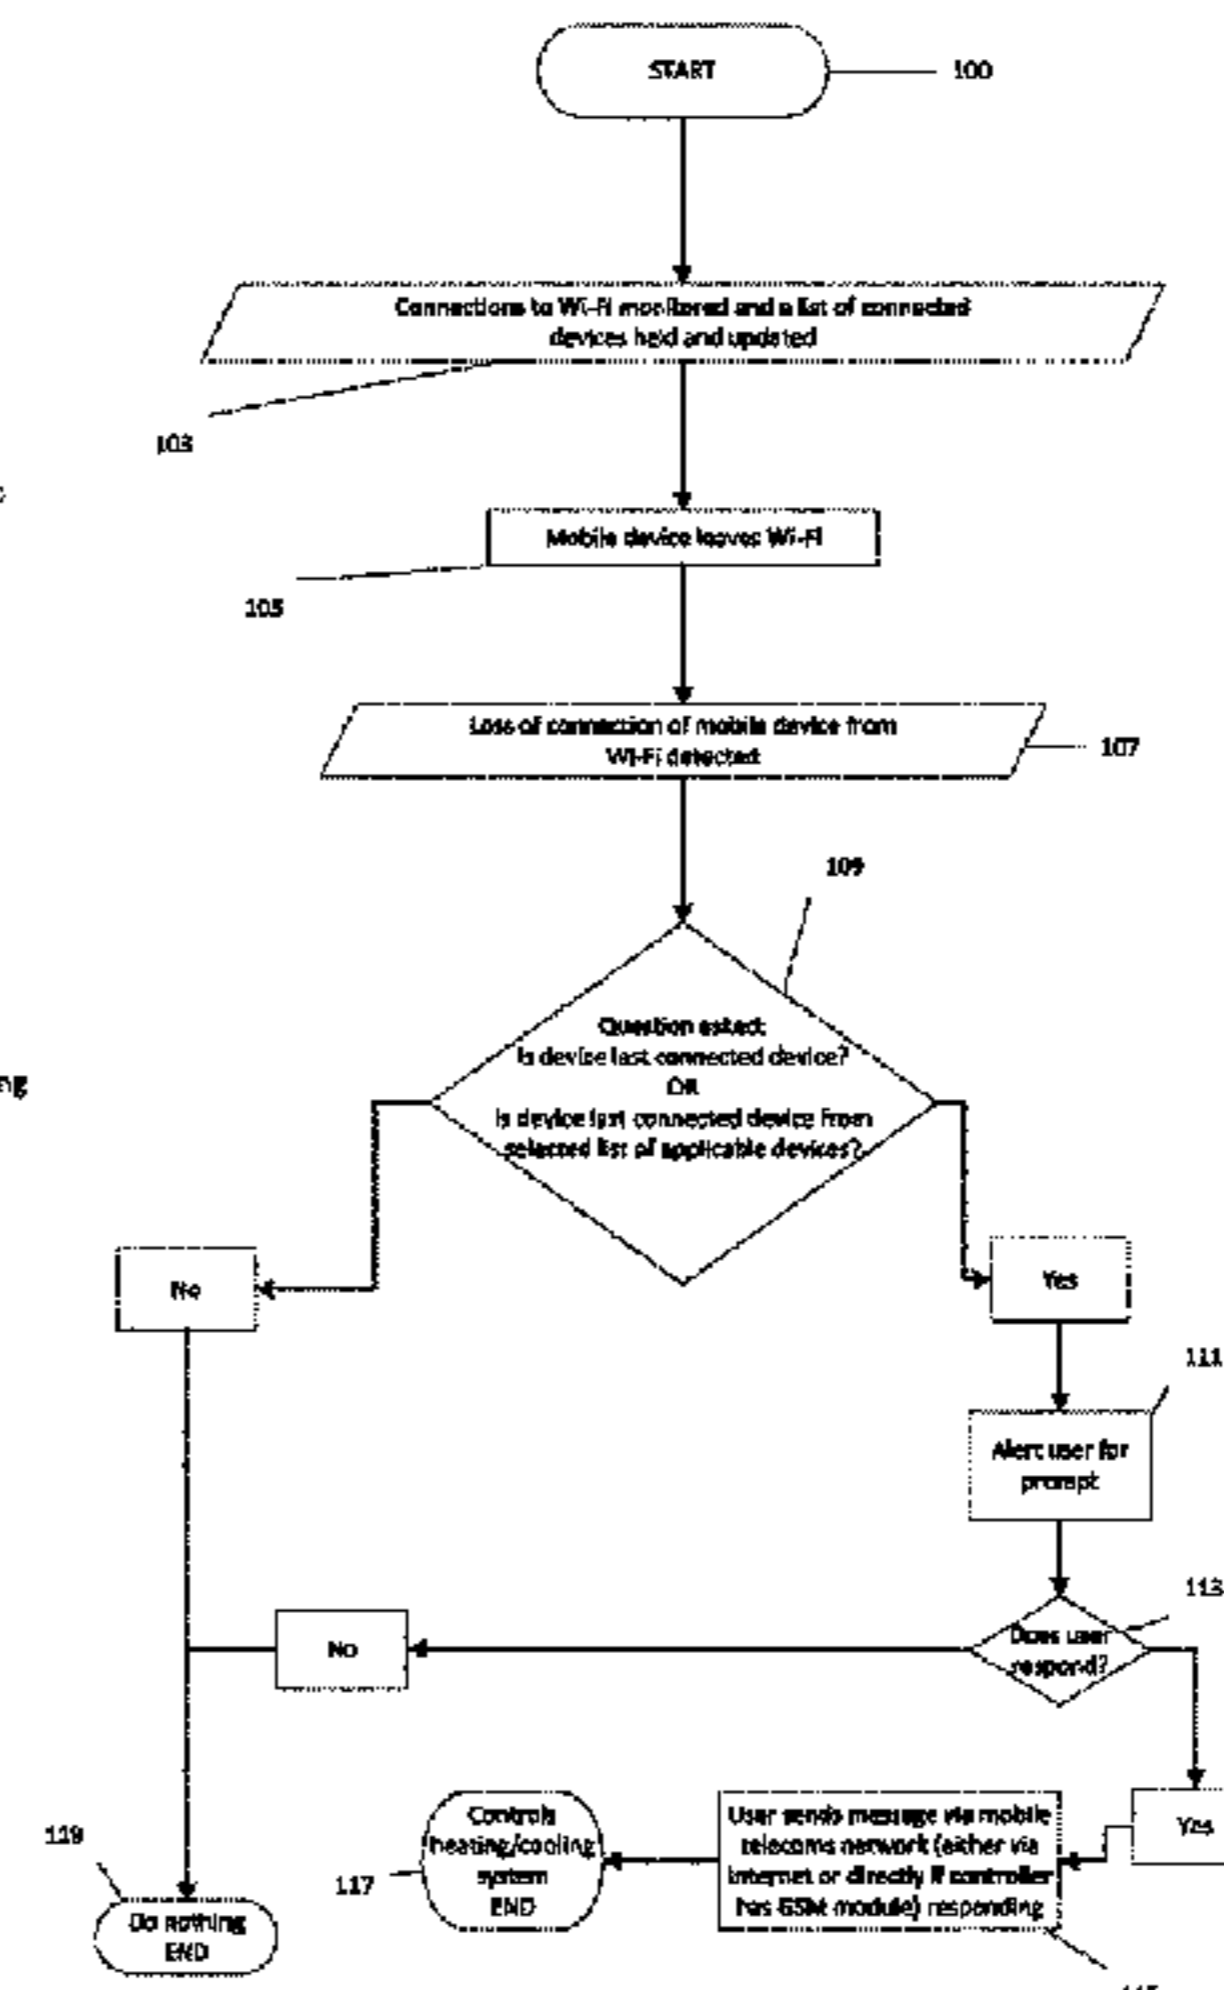 START
100
Connections to Wi-Fi monitored and a list of connected
devices held and updated
103
Mobile device leaves Wi-Fi
105
Loss of connection of mobile device from
Wi-Fi detected
107
109
Question asked:
Is device last connected device?
OR
Is device last connected device from
selected list of applicable devices?
ng
No
Yes
111
Alert user for
prompt
113
Does user
respond?
No
Yes
User sends message via mobile
telecoms network (either via
internet or directly if controller
has GSM module) responding
Controls
heating/cooling
system
END
117
Do nothing
END